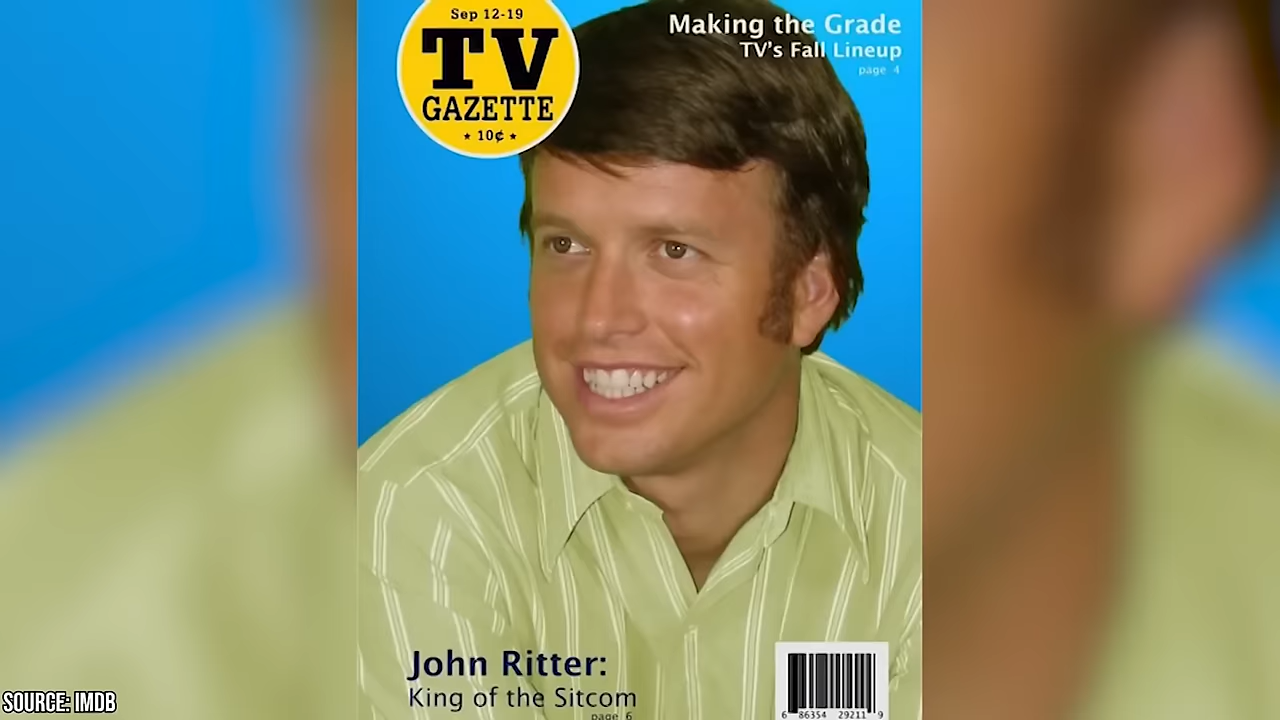 Sep 12-19
TV
GAZETTE
★ 10¢ ★
Making the Grade
TV's Fall Lineup
page 4
John Ritter:
King of the Sitcom
page 6
6 86354 29211 9
SOURCE: IMDB